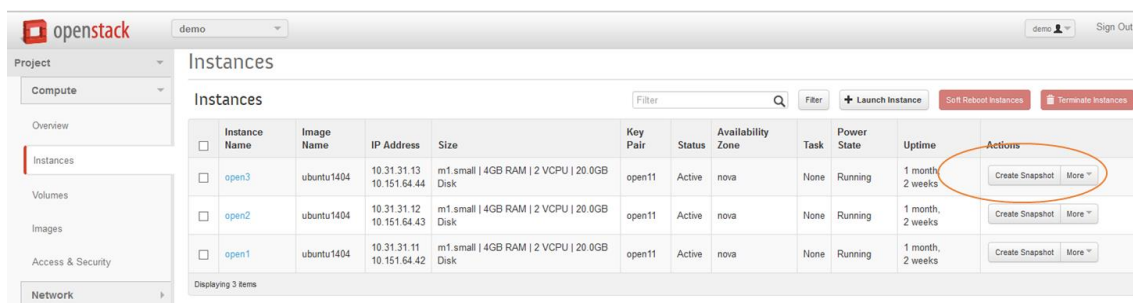 openstack
demo
demo
Sign Out
Project
Compute
Overview
Instances
Volumes
Images
Access & Security
Network
Instances
Instances
Filter
Filter
+ Launch Instance
Soft Reboot Instances
Terminate Instances
Instance Name Image Name IP Address Size Key Pair Status Availability Zone Task Power State Uptime Actions
open3 ubuntu1404 10.31.31.13 m1.small | 4GB RAM | 2 VCPU | 20.0GB open11 Active nova None Running 1 month, Create Snapshot More
10.151.64.44 Disk 2 weeks
open2 ubuntu1404 10.31.31.12 m1.small | 4GB RAM | 2 VCPU | 20.0GB open11 Active nova None Running 1 month, Create Snapshot More
10.151.64.43 Disk 2 weeks
open1 ubuntu1404 10.31.31.11 m1.small | 4GB RAM | 2 VCPU | 20.0GB open11 Active nova None Running 1 month, Create Snapshot More
10.151.64.42 Disk 2 weeks
Displaying 3 items